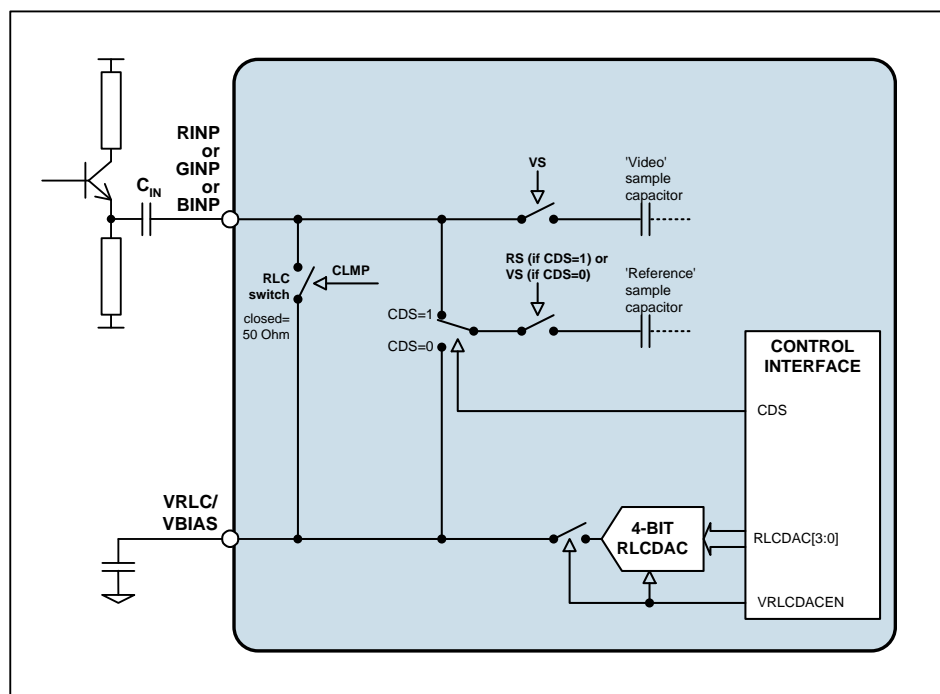 RINP
or
GINP
or
BINP
C_IN
VS
'Video'
sample
capacitor
RLC
switch
CLMP
closed=
50 Ohm
RS (if CDS=1) or
VS (if CDS=0)
'Reference'
sample
capacitor
CDS=1
CDS=0
CONTROL
INTERFACE
CDS
VRLC/
VBIAS
4-BIT
RLCDAC
RLCDAC[3:0]
VRLCDACEN